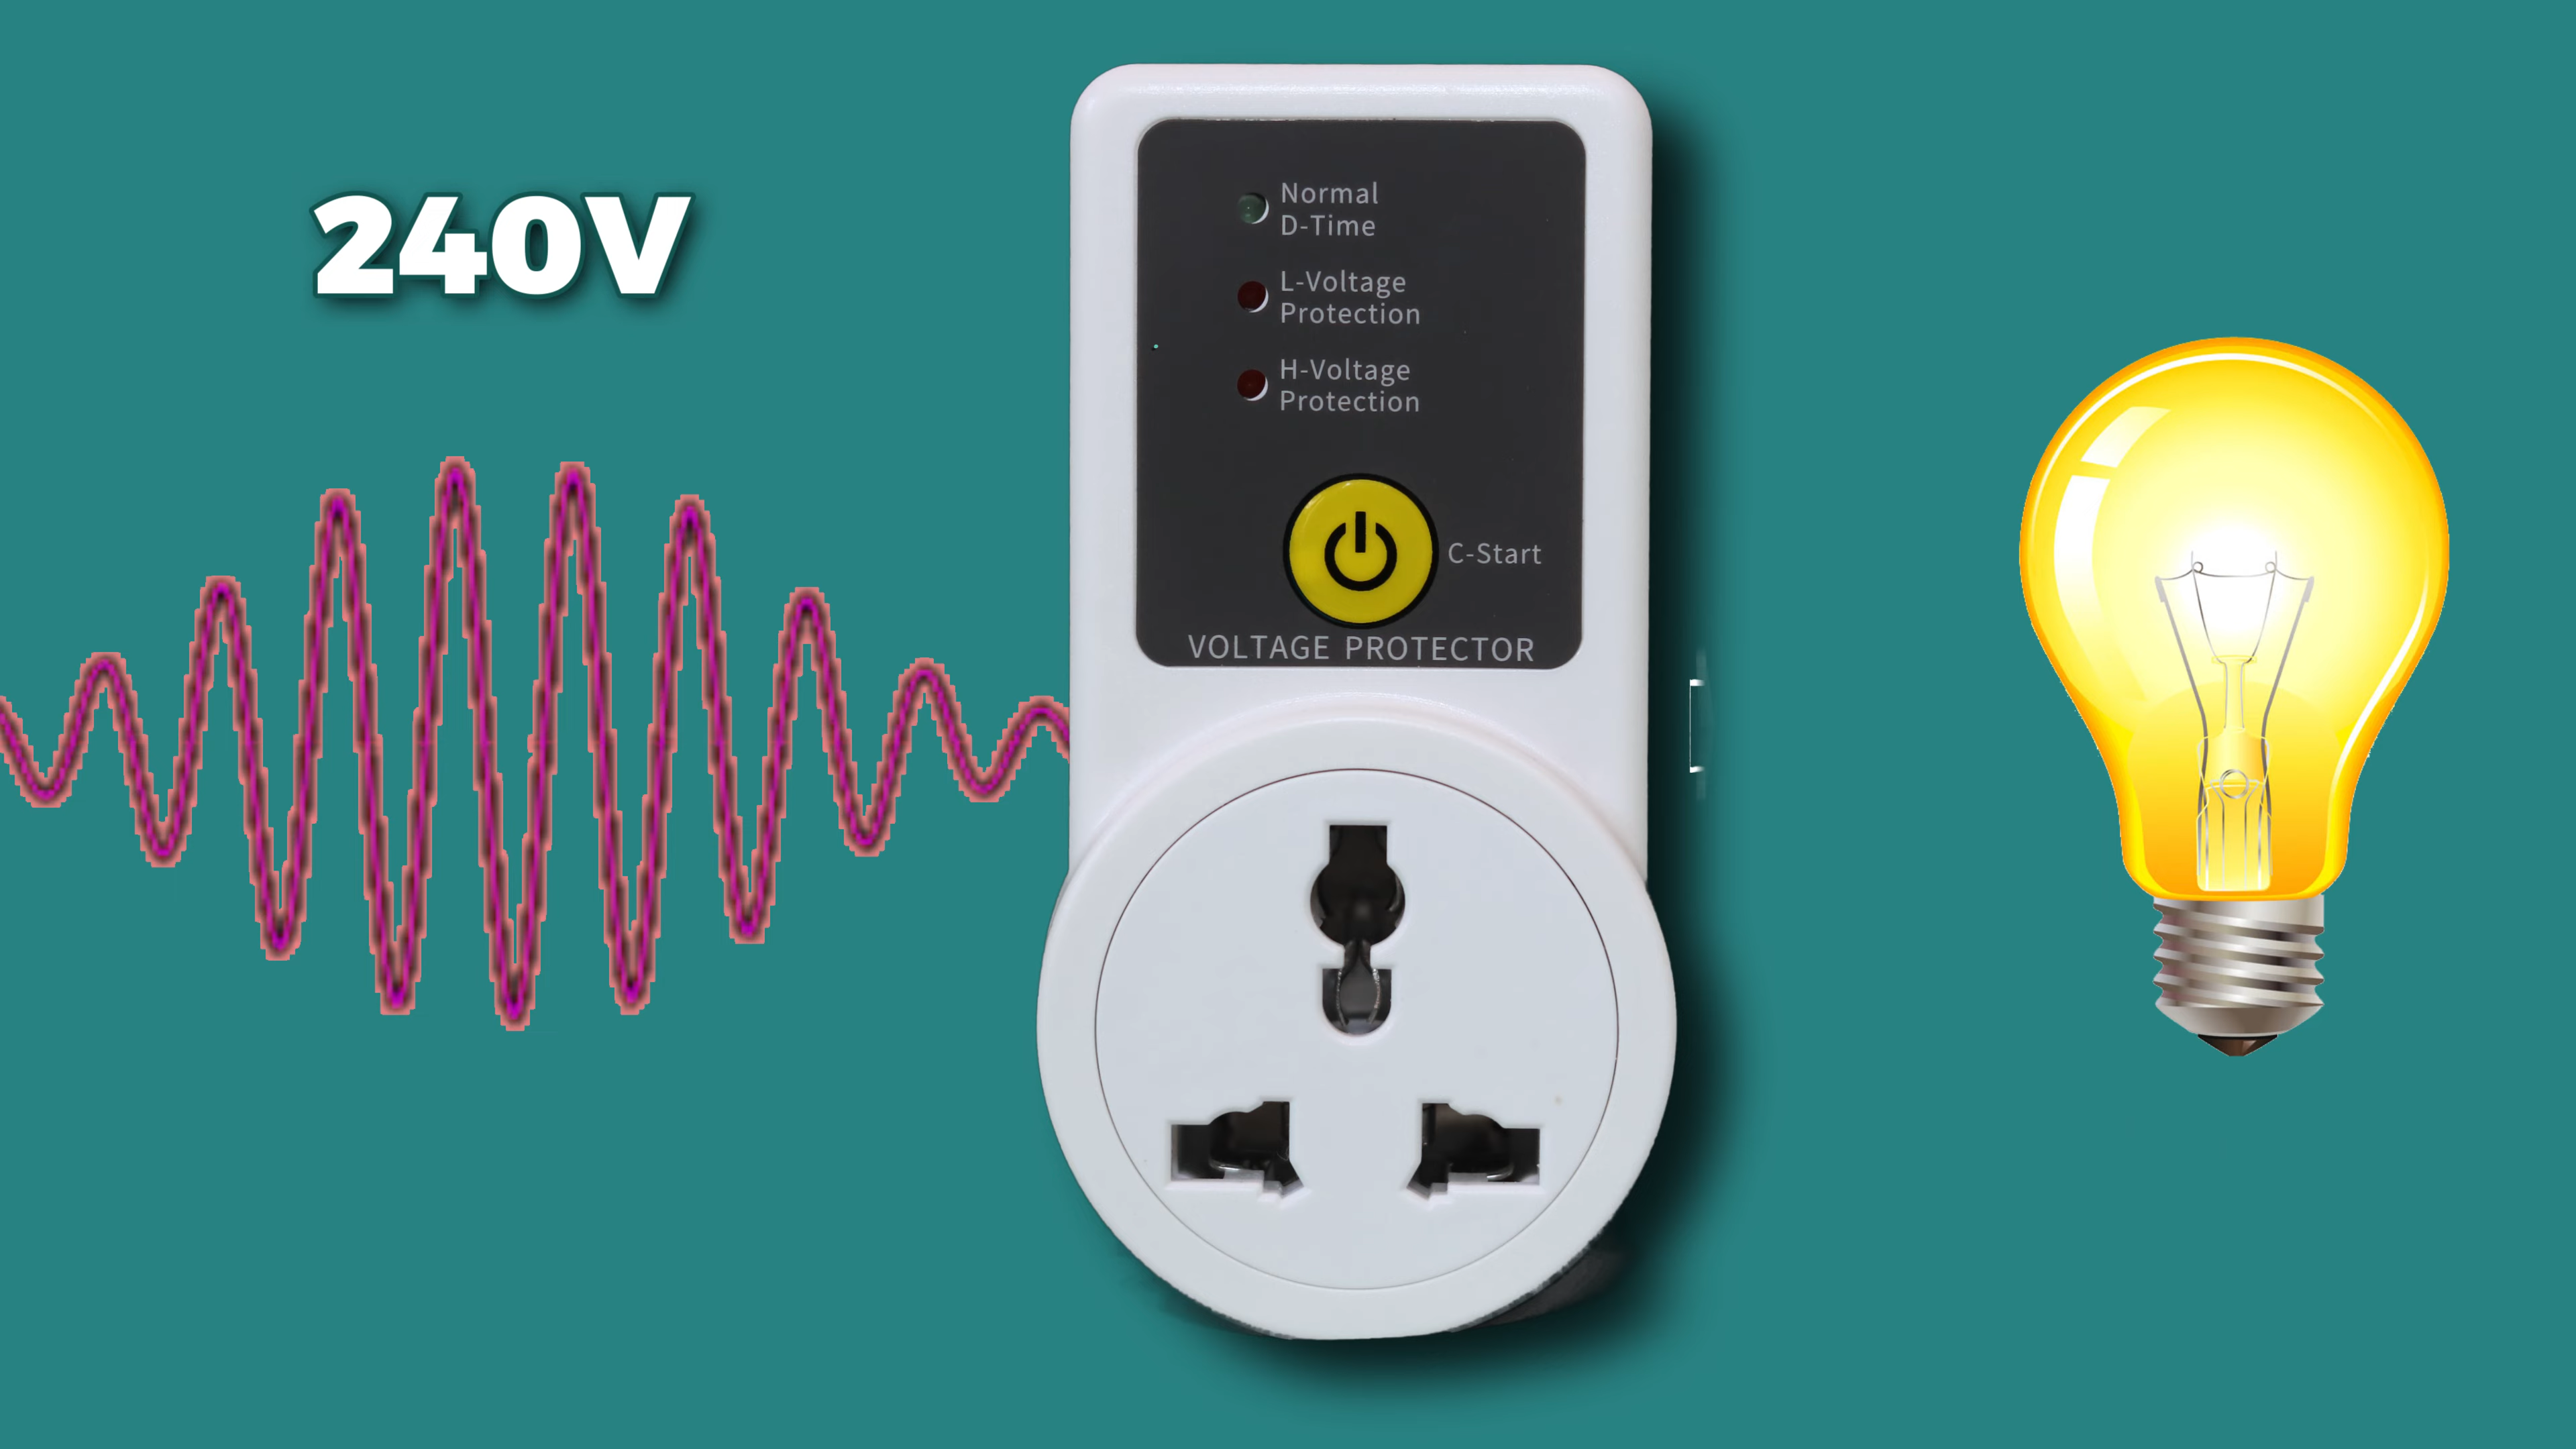 240V
Normal
D-Time
L-Voltage
Protection
H-Voltage
Protection
C-Start
VOLTAGE PROTECTOR